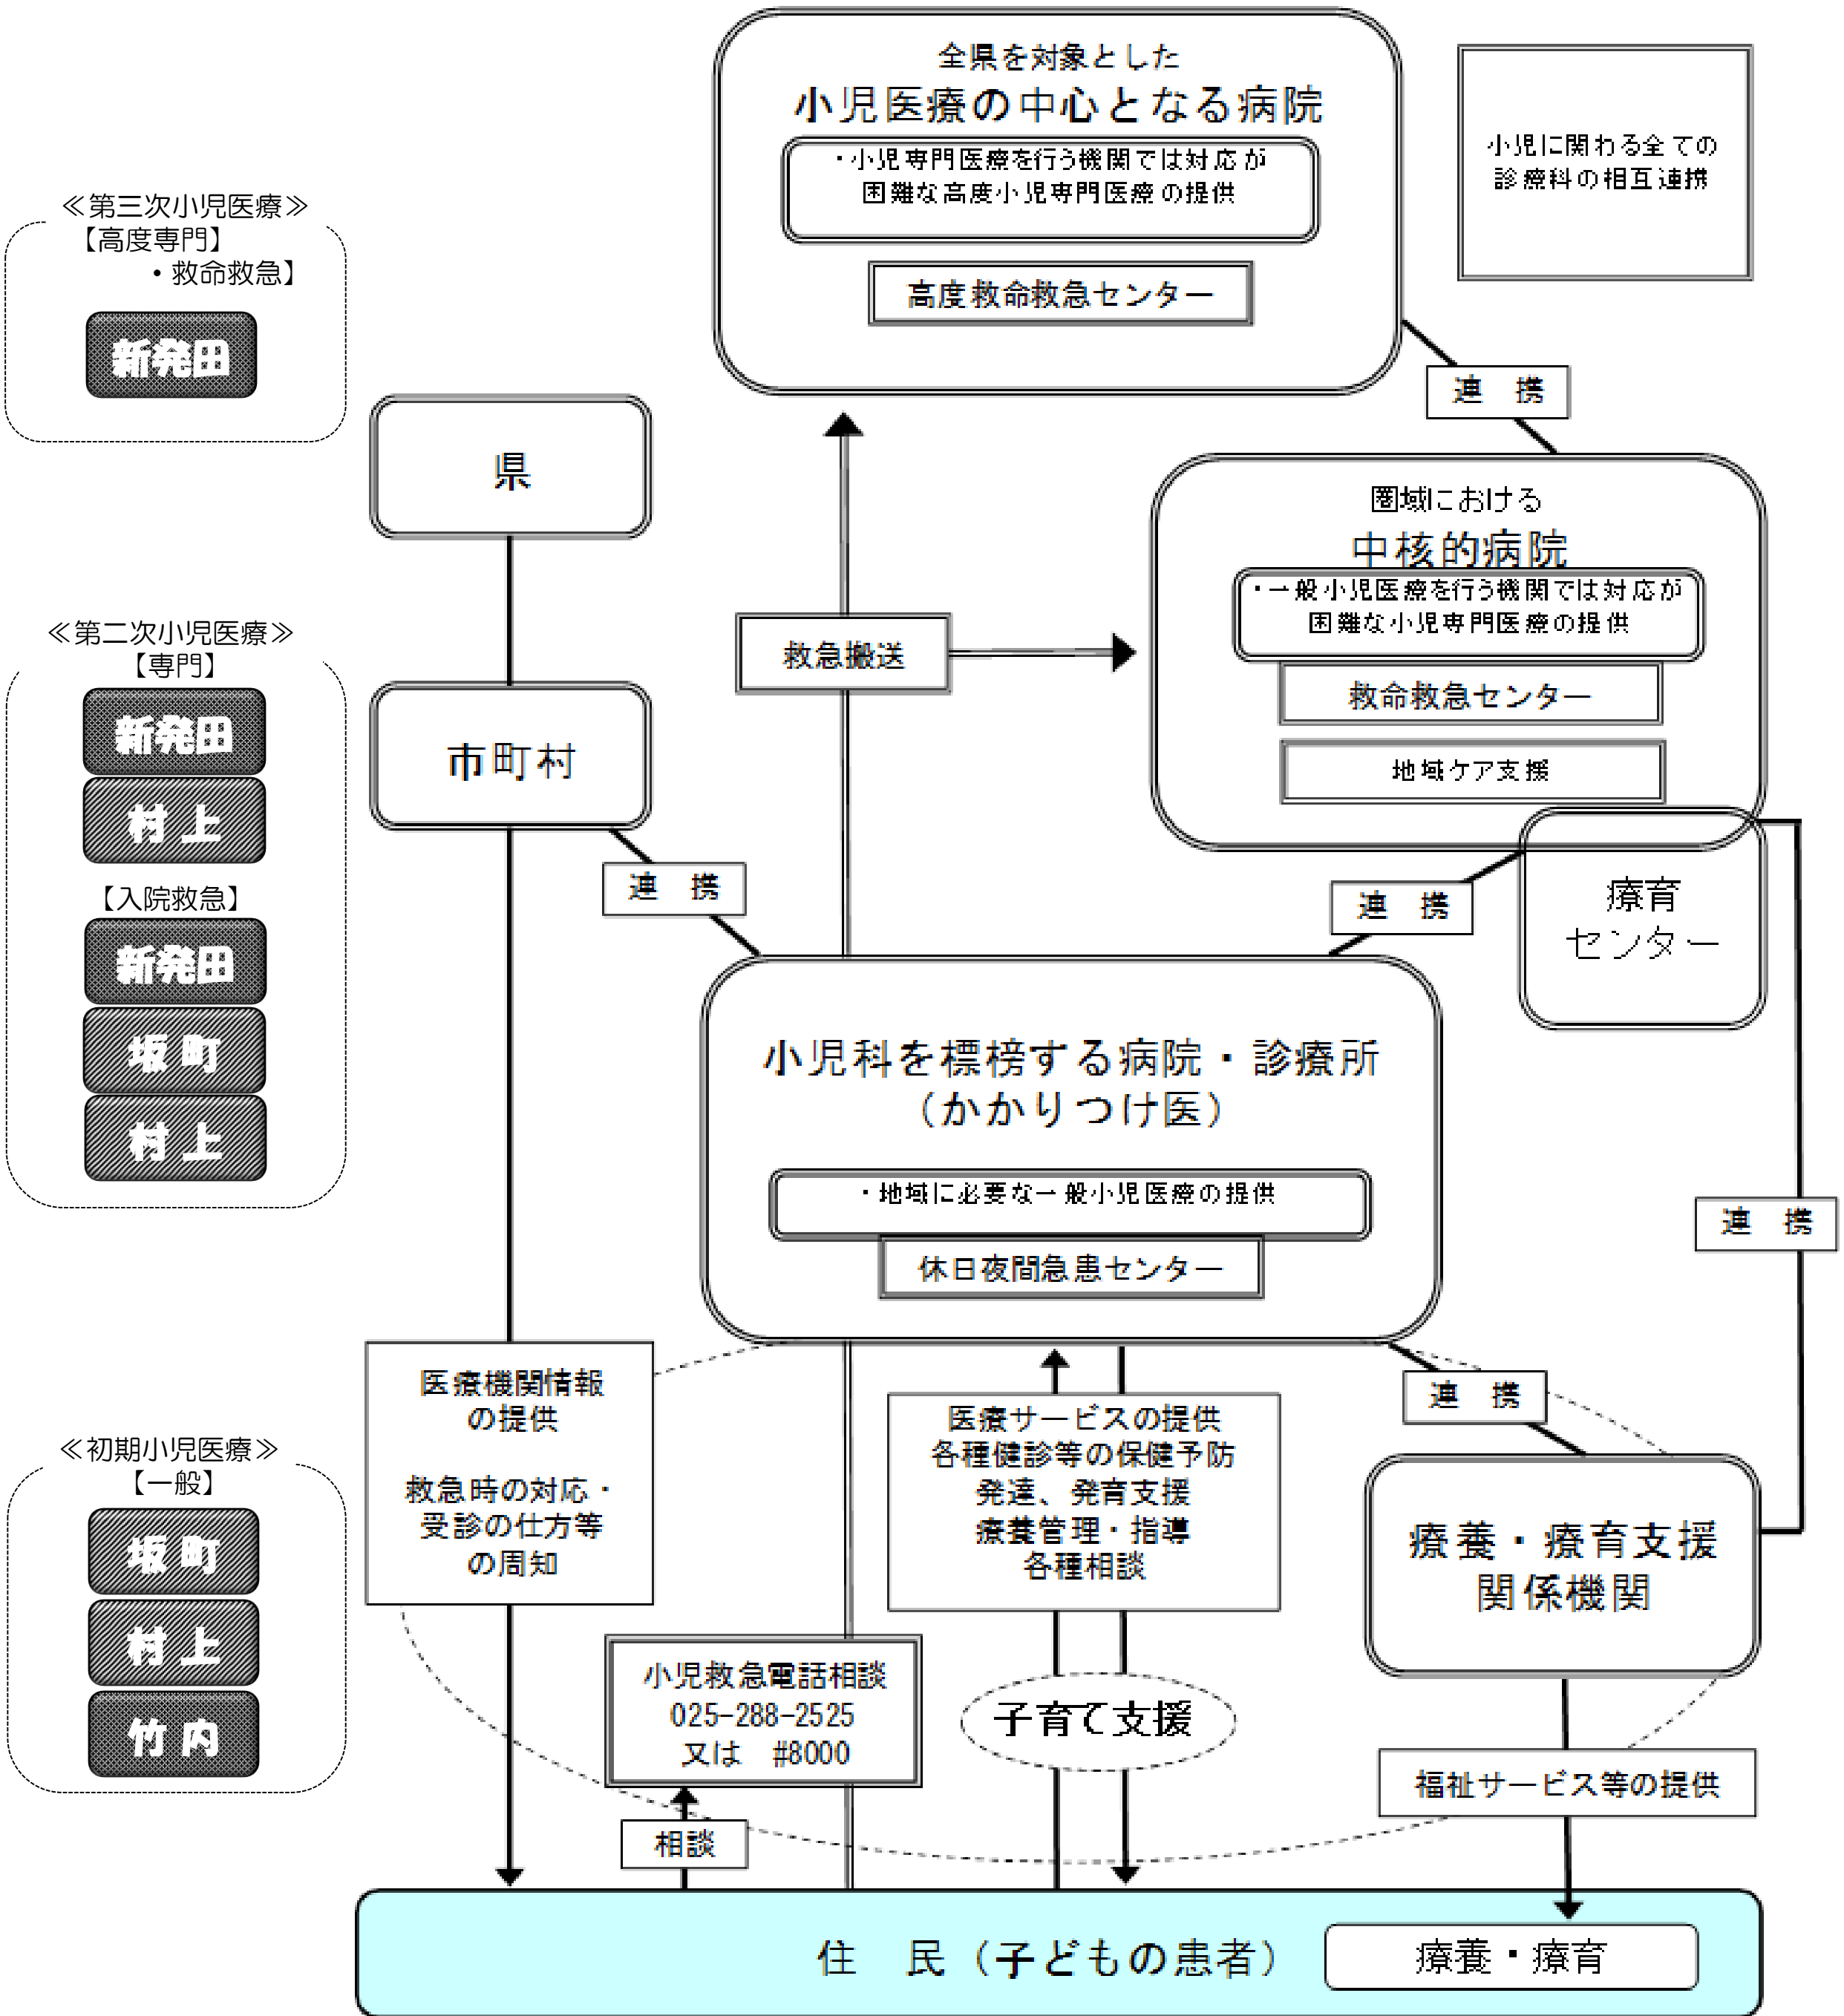 全県を対象とした
小児医療の中心となる病院
・小児専門医療を行う機関では対応が
困難な高度小児専門医療の提供
高度救命救急センター
小児に関わる全ての
診療科の相互連携
≪第三次小児医療≫
【高度専門】
・救命救急】
新発田
連　携
県
圏域における
中核的病院
・一般小児医療を行う機関では対応が
困難な小児専門医療の提供
救命救急センター
地域ケア支援
救急搬送
≪第二次小児医療≫
【専門】
新発田
村上
【入院救急】
新発田
坂町
村上
市町村
連　携
連　携
療育
センター
小児科を標榜する病院・診療所
（かかりつけ医）
・地域に必要な一般小児医療の提供
休日夜間急患センター
連　携
医療機関情報
の提供
救急時の対応・
受診の仕方等
の周知
医療サービスの提供
各種健診等の保健予防
発達、発育支援
療養管理・指導
各種相談
連　携
≪初期小児医療≫
【一般】
坂町
村上
竹内
療養・療育支援
関係機関
小児救急電話相談
025-288-2525
又は　#8000
子育て支援
福祉サービス等の提供
相談
住　民（子どもの患者）
療養・療育